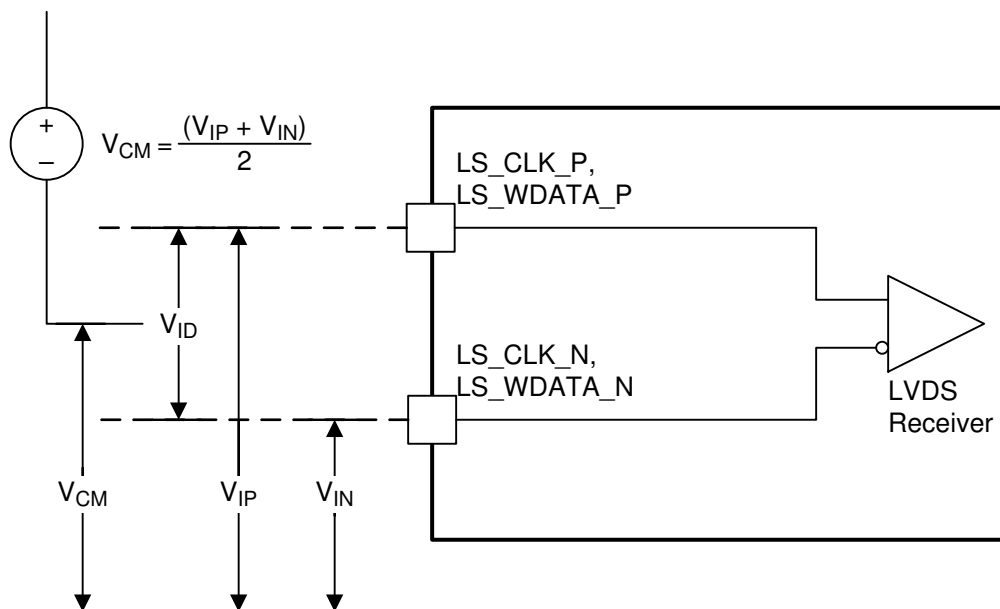 +
−
V_CM = (V_IP + V_IN) / 2
LS_CLK_P,
LS_WDATA_P
V_ID
LS_CLK_N,
LS_WDATA_N
LVDS
Receiver
V_CM
V_IP
V_IN